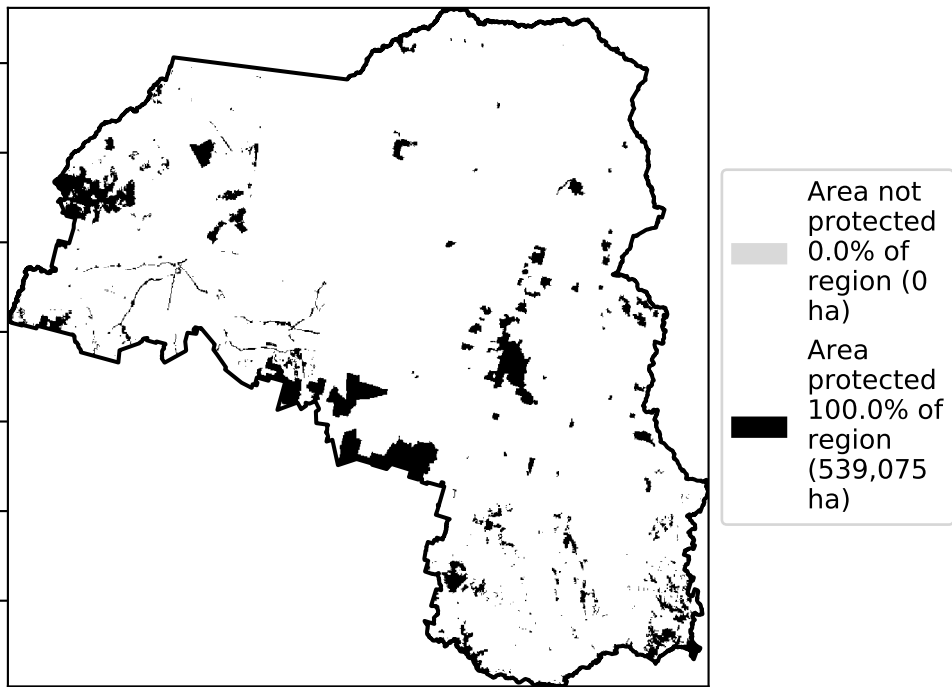 Area not
protected
0.0% of
region (0
ha)
Area
protected
100.0% of
region
(539,075
ha)